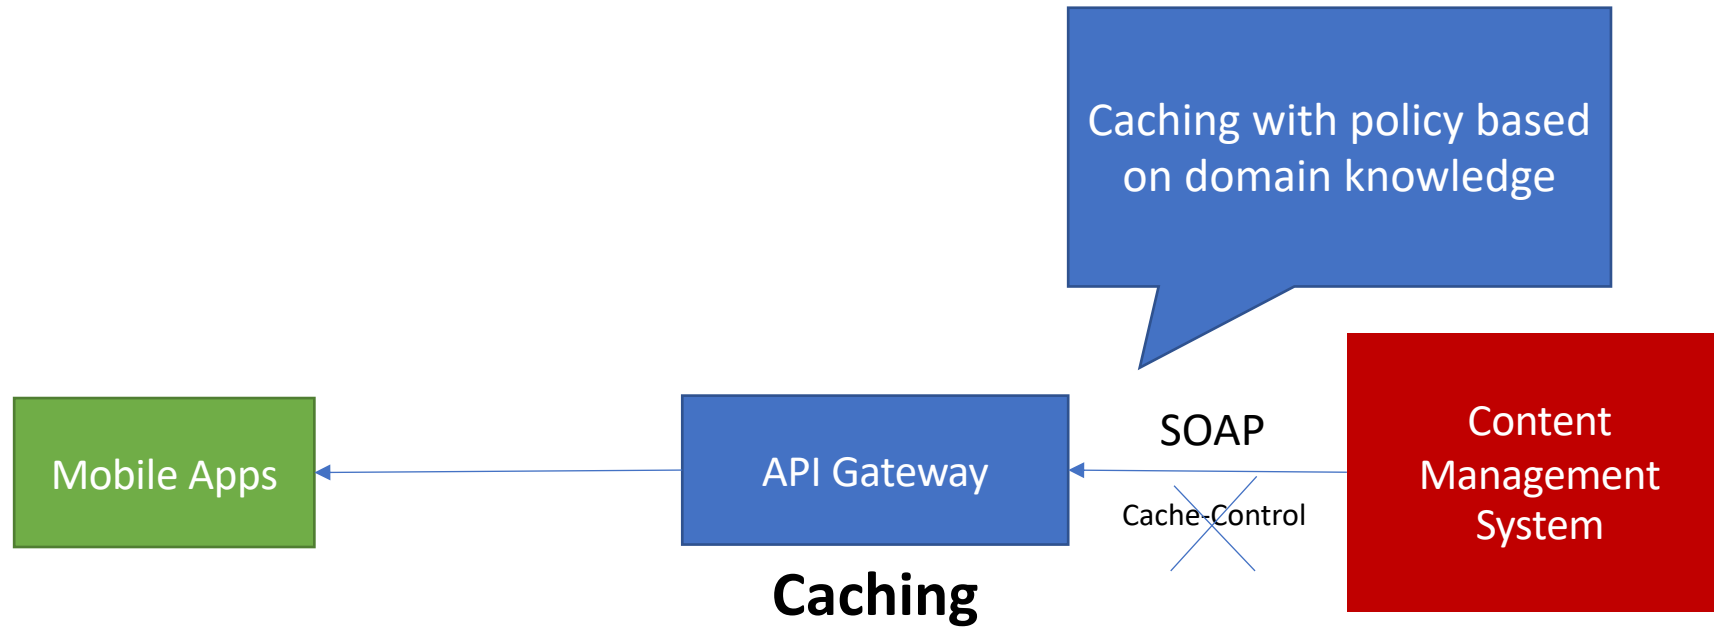 Caching with policy based
on domain knowledge
Mobile Apps
API Gateway
SOAP
Cache-Control
Content
Management
System
Caching